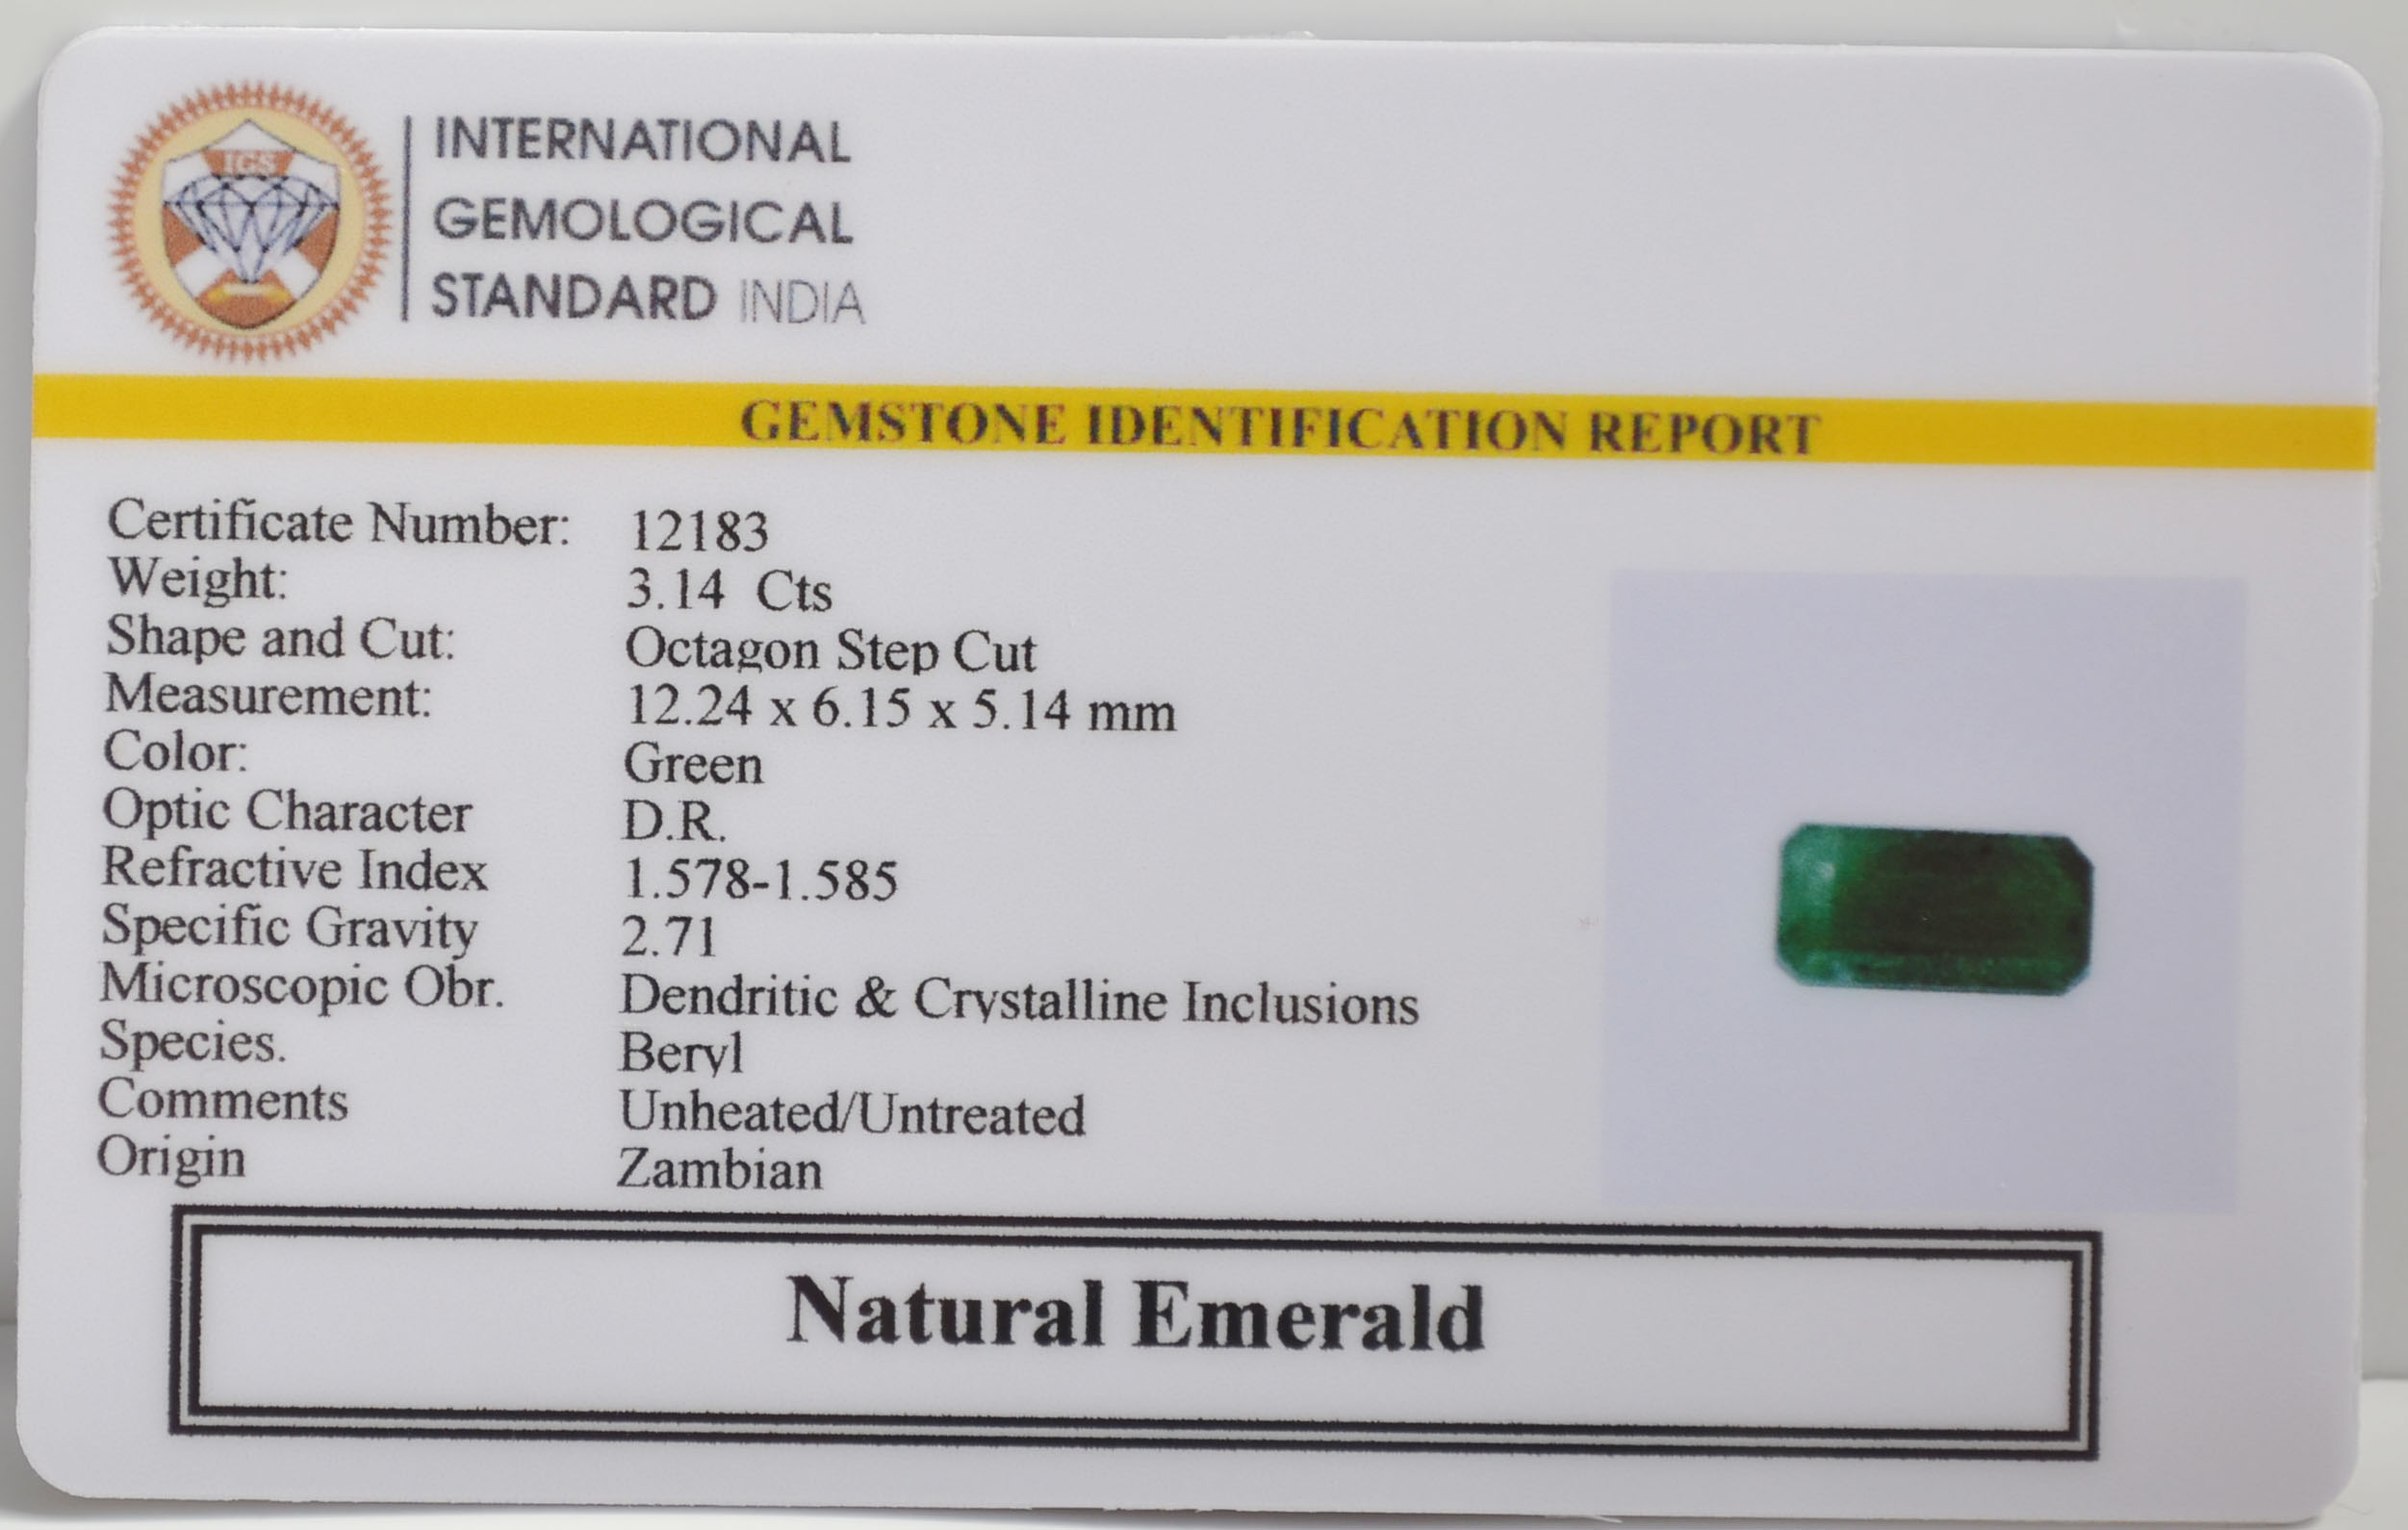 IGS
INTERNATIONAL
GEMOLOGICAL
STANDARD INDIA
GEMSTONE IDENTIFICATION REPORT
Certificate Number: 12183
Weight: 3.14 Cts
Shape and Cut: Octagon Step Cut
Measurement: 12.24 x 6.15 x 5.14 mm
Color: Green
Optic Character D.R.
Refractive Index 1.578-1.585
Specific Gravity 2.71
Microscopic Obr. Dendritic & Crystalline Inclusions
Species. Beryl
Comments Unheated/Untreated
Origin Zambian
Natural Emerald